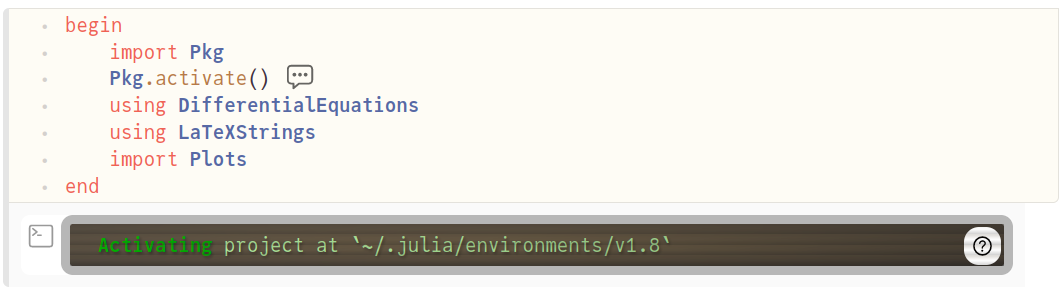 begin
    import Pkg
    Pkg.activate()
    using DifferentialEquations
    using LaTeXStrings
    import Plots
end
Activating project at `~/.julia/environments/v1.8`